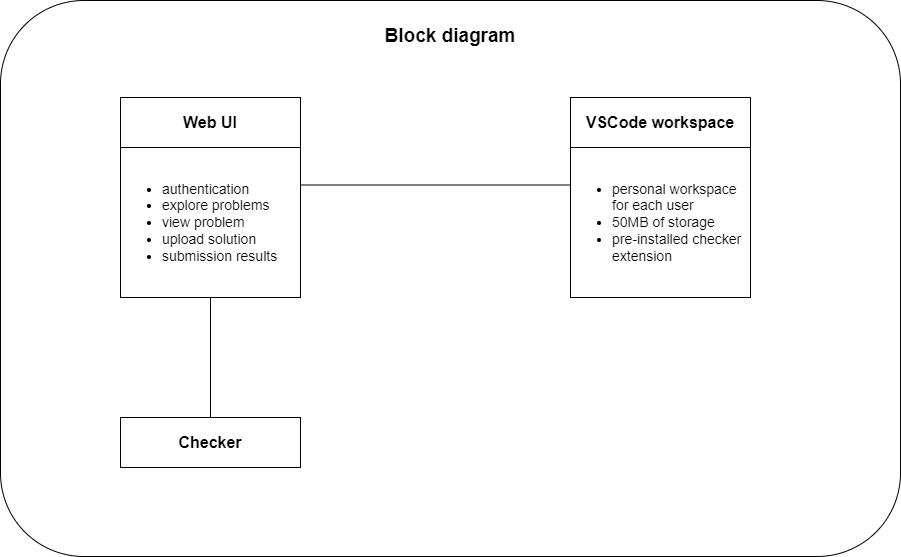 Block diagram
Web UI
authentication
explore problems
view problem
upload solution
submission results
VSCode workspace
personal workspace
for each user
50MB of storage
pre-installed checker
extension
Checker